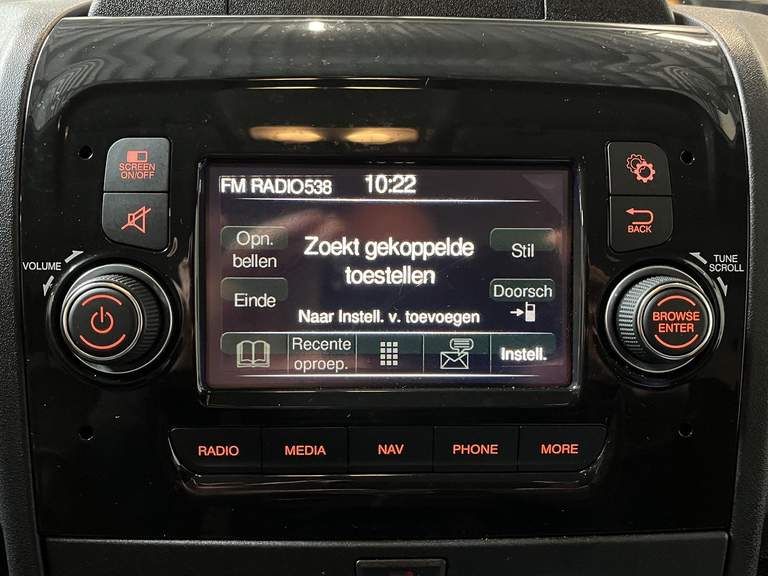 SCREEN
ON/OFF
VOLUME
FM RADIO538 10:22
Opn.
bellen
Zoekt gekoppelde
toestellen
Stil
Einde
Doorsch
Naar Instell. v. toevoegen
Recente
oproep.
Instell.
BACK
TUNE
SCROLL
BROWSE
ENTER
RADIO MEDIA NAV PHONE MORE